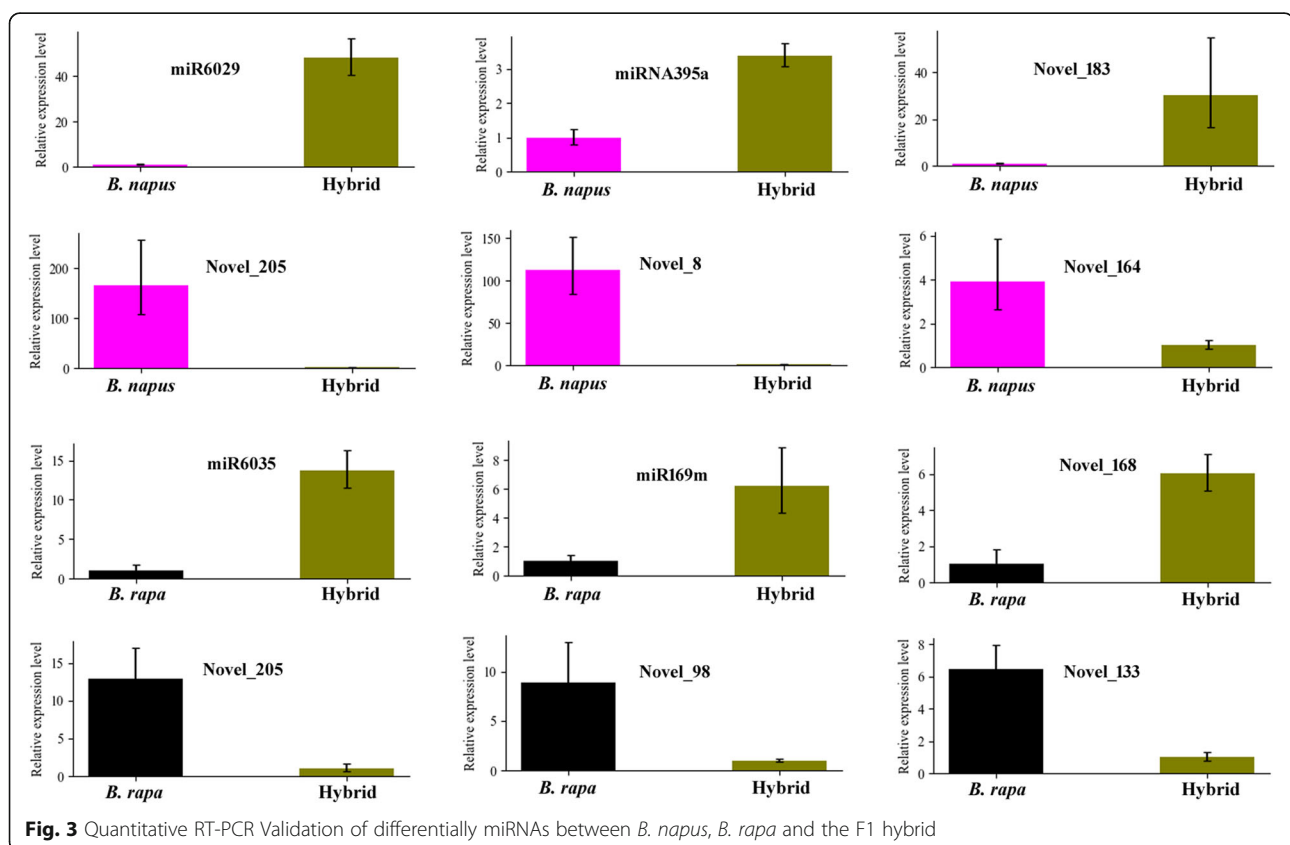 Relative expression level
40
20
0
miR6029
B. napus
Hybrid
Relative expression level
3
2
1
0
miRNA395a
B. napus
Hybrid
Relative expression level
40
20
0
Novel_183
B. napus
Hybrid
Relative expression level
200
100
0
Novel_205
B. napus
Hybrid
Relative expression level
150
100
50
0
Novel_8
B. napus
Hybrid
Relative expression level
6
4
2
0
Novel_164
B. napus
Hybrid
Relative expression level
15
10
5
0
miR6035
B. rapa
Hybrid
Relative expression level
8
6
4
2
0
miR169m
B. rapa
Hybrid
Relative expression level
6
4
2
0
Novel_168
B. rapa
Hybrid
Relative expression level
15
10
5
0
Novel_205
B. rapa
Hybrid
Relative expression level
10
5
0
Novel_98
B. rapa
Hybrid
Relative expression level
8
6
4
2
0
Novel_133
B. rapa
Hybrid
Fig. 3 Quantitative RT-PCR Validation of differentially miRNAs between B. napus, B. rapa and the F1 hybrid